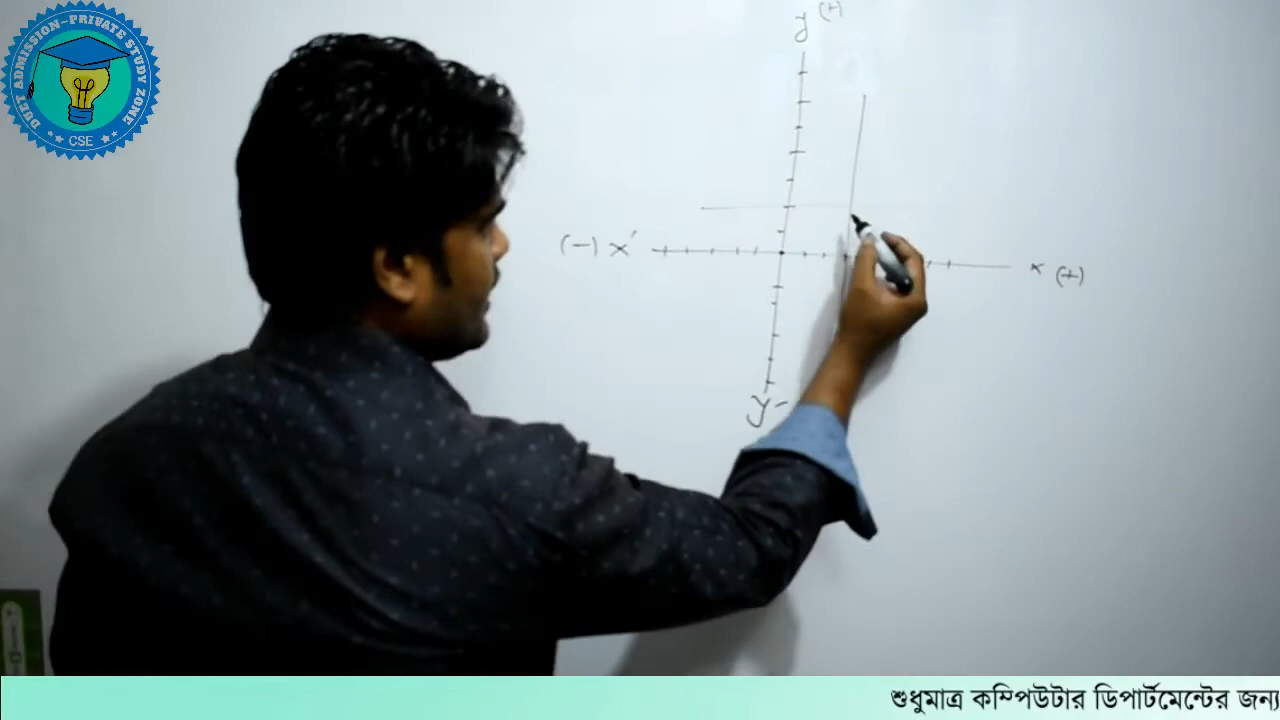 DUET ADMISSION-PRIVATE STUDY ZONE
CSE
y (+)
(-) x′
x (+)
y-
শুধুমাত্র কম্পিউটার ডিপার্টমেন্টের জন্য